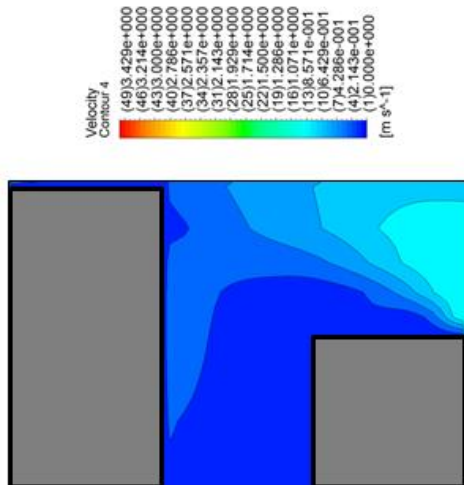 Velocity
Contour 4
(49)3.429e+000
(46)3.214e+000
(43)3.000e+000
(40)2.786e+000
(37)2.571e+000
(34)2.357e+000
(31)2.143e+000
(28)1.929e+000
(25)1.714e+000
(22)1.500e+000
(19)1.286e+000
(16)1.071e+000
(13)8.571e-001
(10)6.429e-001
(7)4.286e-001
(4)2.143e-001
(1)0.000e+000
[m s^-1]